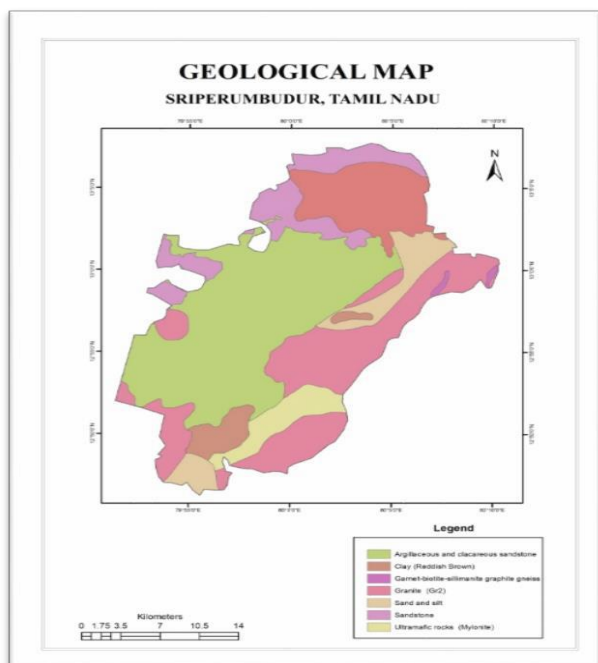 GEOLOGICAL MAP
SRIPERUMBUDUR, TAMIL NADU
N
Legend
Argillaceous and clacareous sandstone
Clay (Reddish Brown)
Garnet-biotite-sillimanite graphite gneiss
Granite (Gr2)
Sand and silt
Sandstone
Ultramafic rocks (Mylonite)
Kilometers
0 1.75 3.5 7 10.5 14